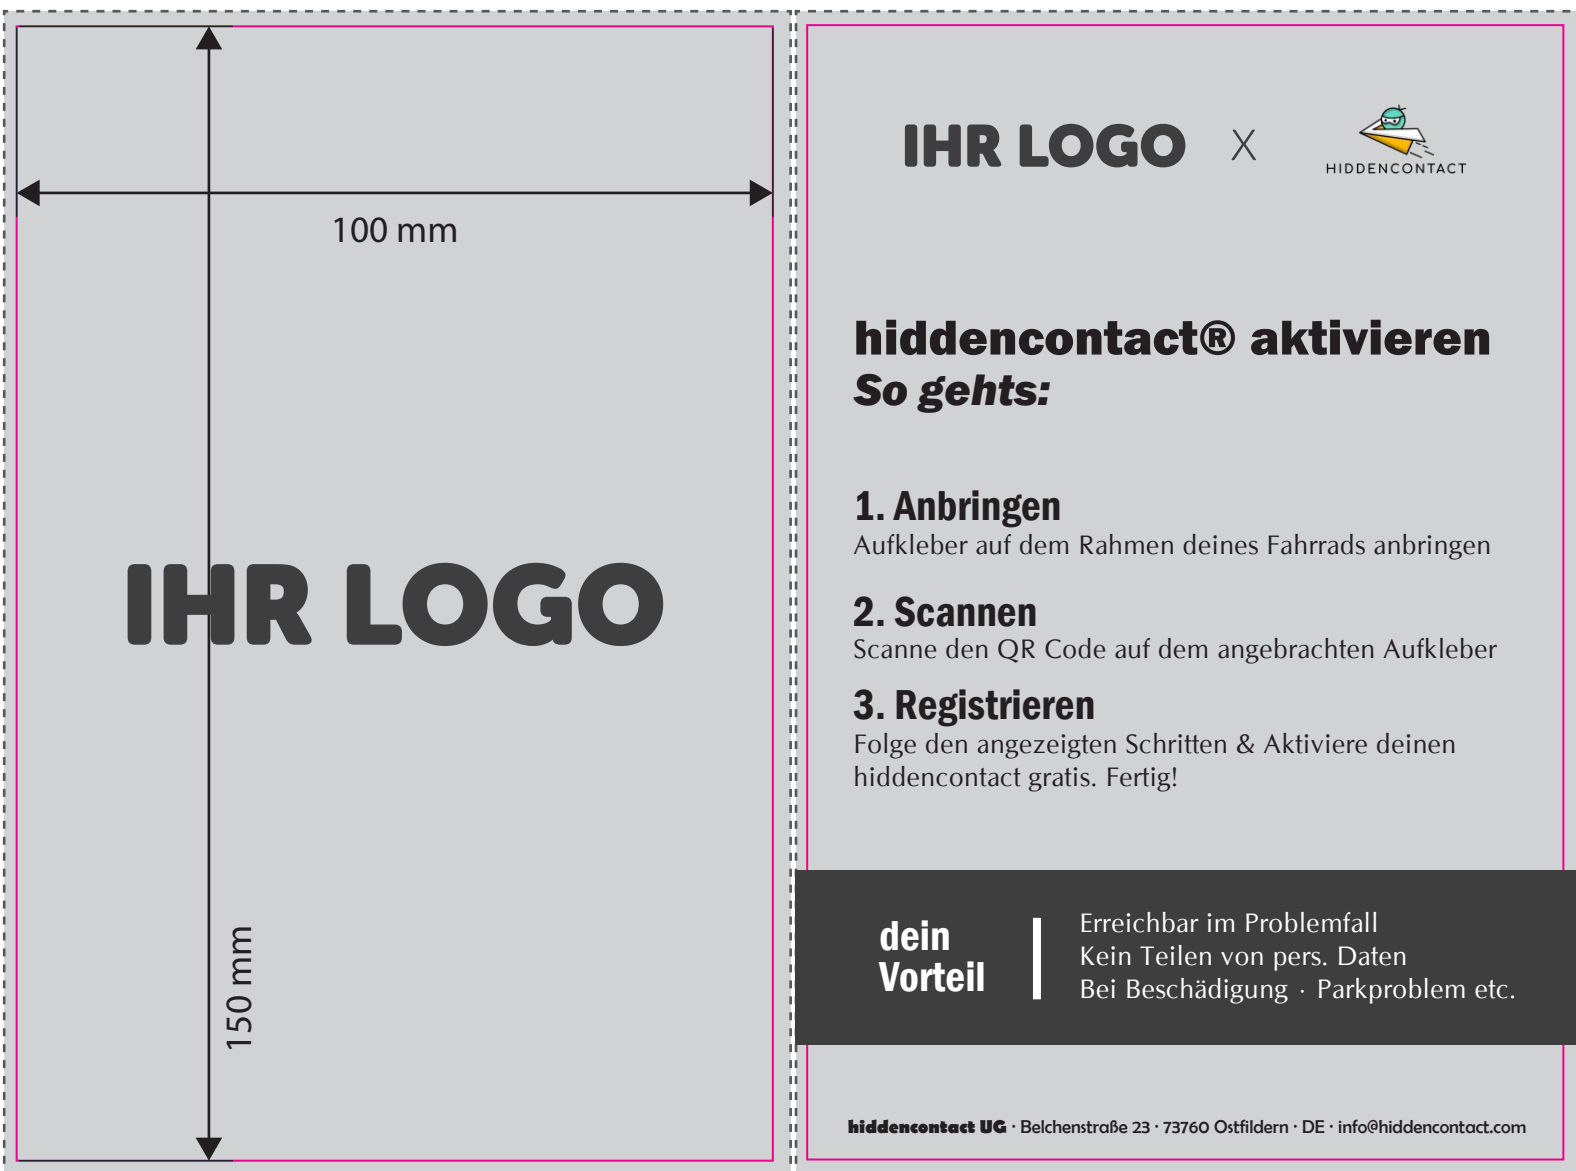 100 mm
IHR LOGO
150 mm
IHR LOGO X
HIDDENCONTACT
hiddencontact® aktivieren
So gehts:
1. Anbringen
Aufkleber auf dem Rahmen deines Fahrrads anbringen
2. Scannen
Scanne den QR Code auf dem angebrachten Aufkleber
3. Registrieren
Folge den angezeigten Schritten & Aktiviere deinen
hiddencontact gratis. Fertig!
dein
Vorteil
Erreichbar im Problemfall
Kein Teilen von pers. Daten
Bei Beschädigung · Parkproblem etc.
hiddencontact UG · Belchenstraße 23 · 73760 Ostfildern · DE · info@hiddencontact.com